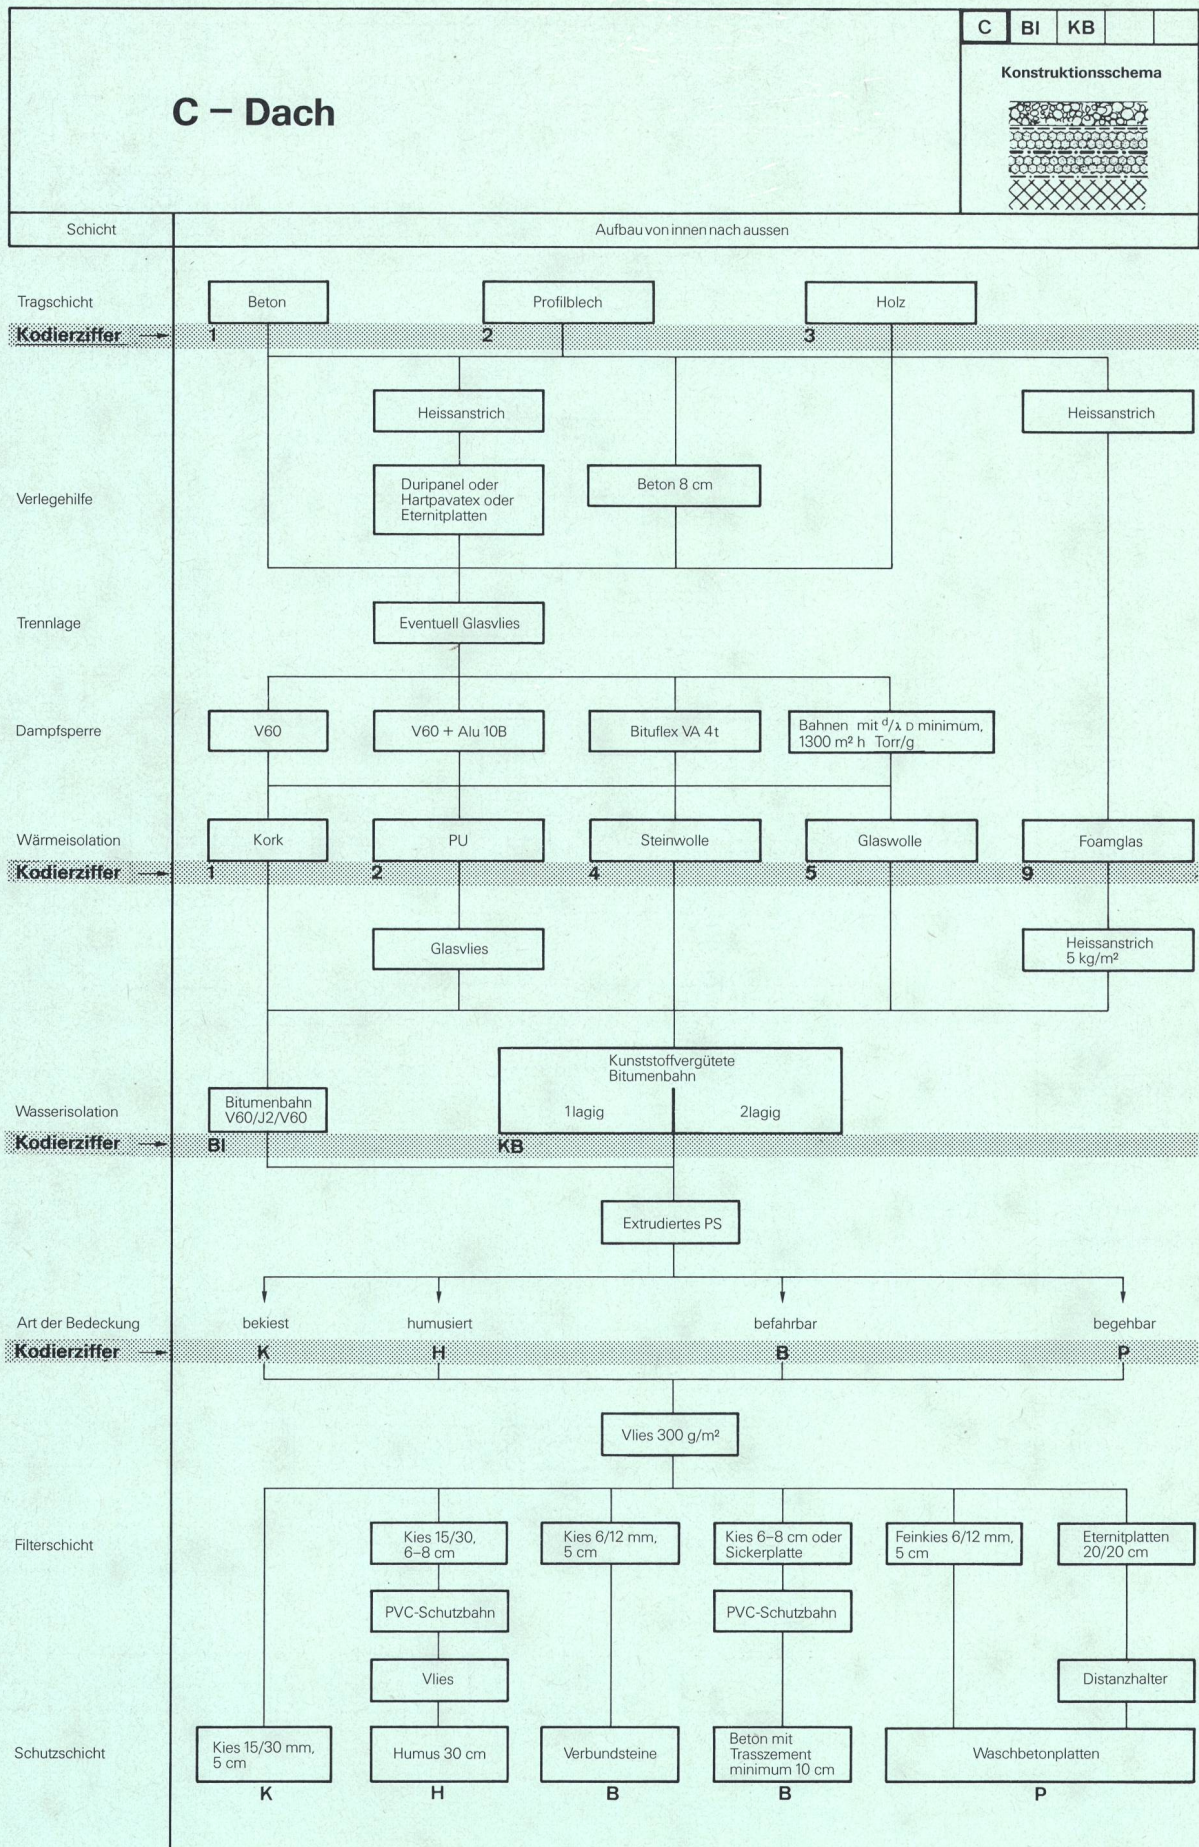 C BI KB
Konstruktionsschema
C – Dach
Schicht
Aufbau von innen nach aussen
Tragschicht
Beton
Profilblech
Holz
Kodierziffer
1
2
3
Heissanstrich
Heissanstrich
Verlegehilfe
Duripanel oder
Hartpavatex oder
Eternitplatten
Beton 8 cm
Trennlage
Eventuell Glasvlies
Dampfsperre
V60
V60 + Alu 10B
Bituflex VA 4t
Bahnen mit d/λ D minimum,
1300 m² h Torr/g
Wärmeisolation
Kork
PU
Steinwolle
Glaswolle
Foamglas
Kodierziffer
1
2
4
5
9
Glasvlies
Heissanstrich
5 kg/m²
Wasserisolation
Bitumenbahn
V60/J2/V60
Kunststoffvergütete
Bitumenbahn
1lagig
2lagig
Kodierziffer
BI
KB
Extrudiertes PS
Art der Bedeckung
bekiest
humusiert
befahrbar
begehbar
Kodierziffer
K
H
B
P
Vlies 300 g/m²
Filterschicht
Kies 15/30,
6–8 cm
Kies 6/12 mm,
5 cm
Kies 6–8 cm oder
Sickerplatte
Feinkies 6/12 mm,
5 cm
Eternitplatten
20/20 cm
PVC-Schutzbahn
PVC-Schutzbahn
Vlies
Distanzhalter
Schutzschicht
Kies 15/30 mm,
5 cm
Humus 30 cm
Verbundsteine
Beton mit
Trasszement
minimum 10 cm
Waschbetonplatten
K
H
B
B
P